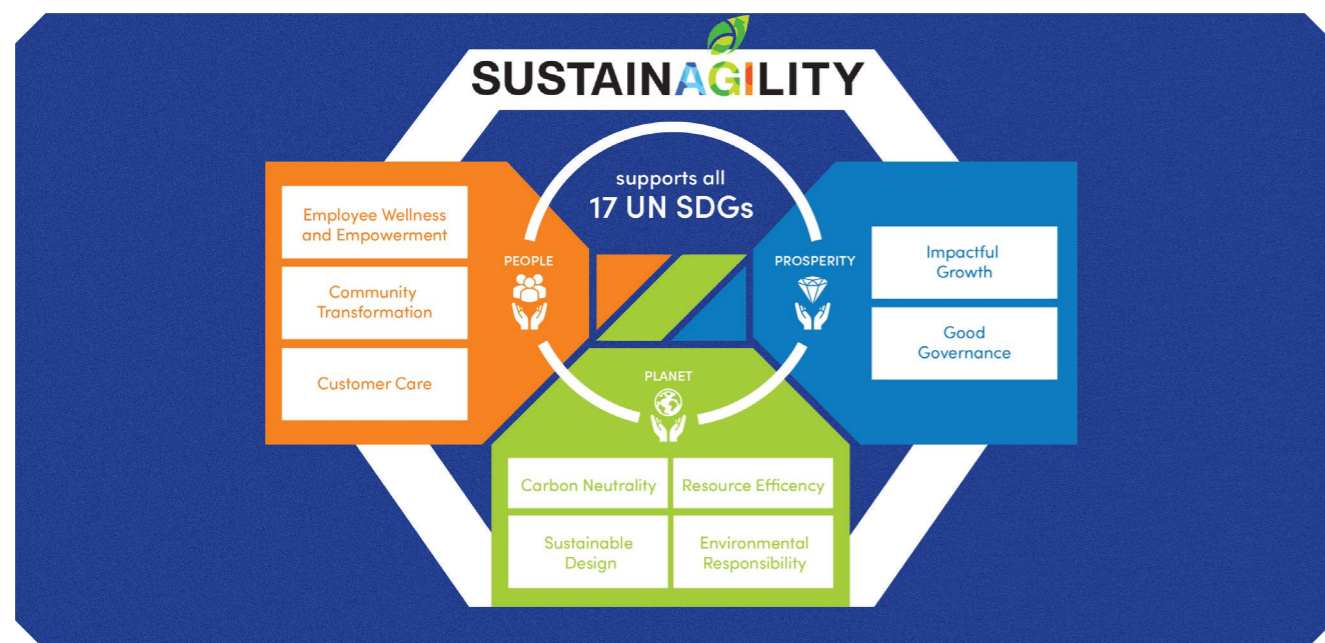 SUSTAINAGILITY
supports all
17 UN SDGs
PEOPLE
Employee Wellness
and Empowerment
Community
Transformation
Customer Care
PROSPERITY
Impactful
Growth
Good
Governance
PLANET
Carbon Neutrality
Resource Efficency
Sustainable
Design
Environmental
Responsibility